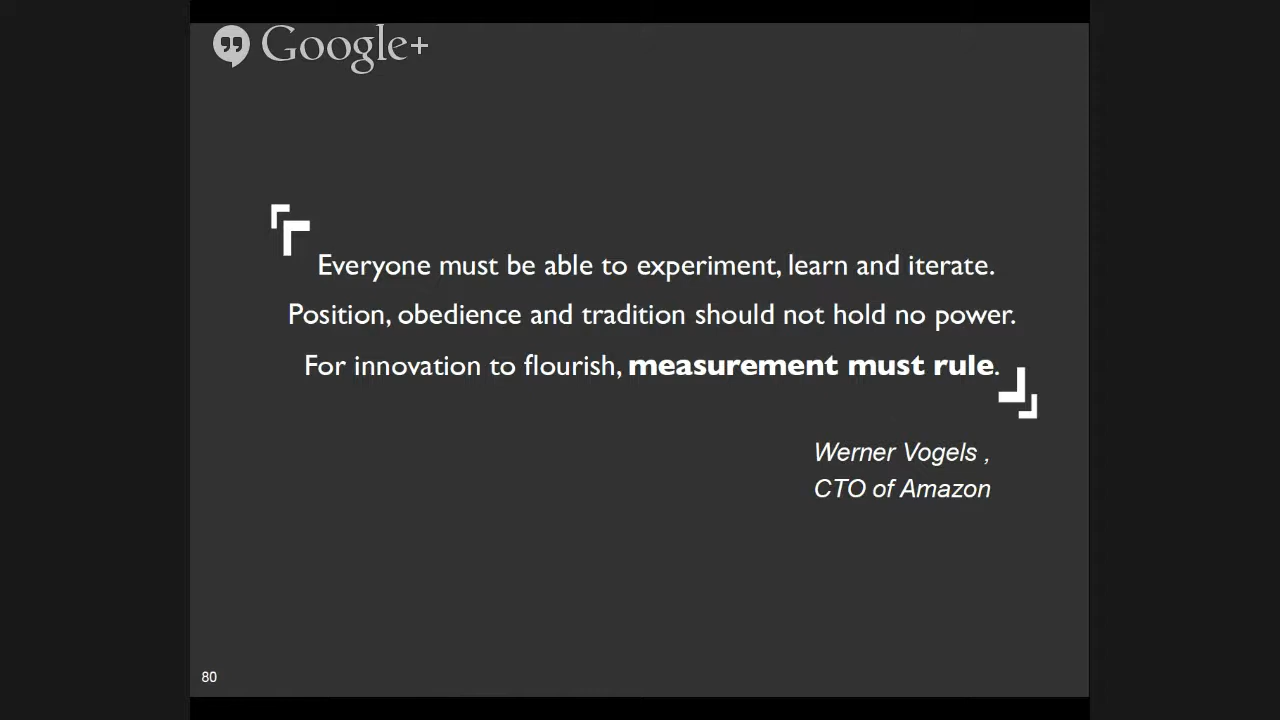 Google+
Everyone must be able to experiment, learn and iterate.
Position, obedience and tradition should not hold no power.
For innovation to flourish, measurement must rule.
Werner Vogels ,
CTO of Amazon
80